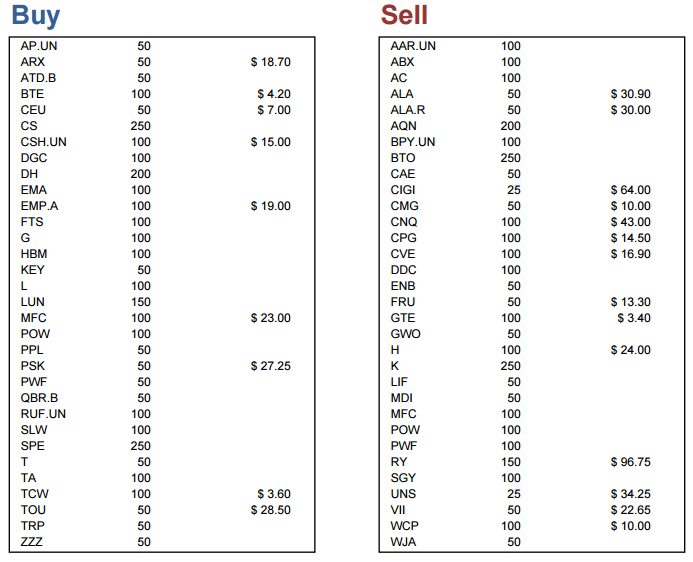 Buy
AP.UN 50
ARX 50 $ 18.70
ATD.B 50
BTE 100 $ 4.20
CEU 50 $ 7.00
CS 250
CSH.UN 100 $ 15.00
DGC 100
DH 200
EMA 100
EMP.A 100 $ 19.00
FTS 100
G 100
HBM 100
KEY 50
L 100
LUN 150
MFC 100 $ 23.00
POW 100
PPL 50
PSK 50 $ 27.25
PWF 50
QBR.B 50
RUF.UN 100
SLW 100
SPE 250
T 50
TA 100
TCW 100 $ 3.60
TOU 50 $ 28.50
TRP 50
ZZZ 50
Sell
AAR.UN 100
ABX 100
AC 100
ALA 50 $ 30.90
ALA.R 50 $ 30.00
AQN 200
BPY.UN 100
BTO 250
CAE 50
CIGI 25 $ 64.00
CMG 50 $ 10.00
CNQ 100 $ 43.00
CPG 100 $ 14.50
CVE 100 $ 16.90
DDC 100
ENB 50
FRU 50 $ 13.30
GTE 100 $ 3.40
GWO 50
H 100 $ 24.00
K 250
LIF 50
MDI 50
MFC 100
POW 100
PWF 100
RY 150 $ 96.75
SGY 100
UNS 25 $ 34.25
VII 50 $ 22.65
WCP 100 $ 10.00
WJA 50